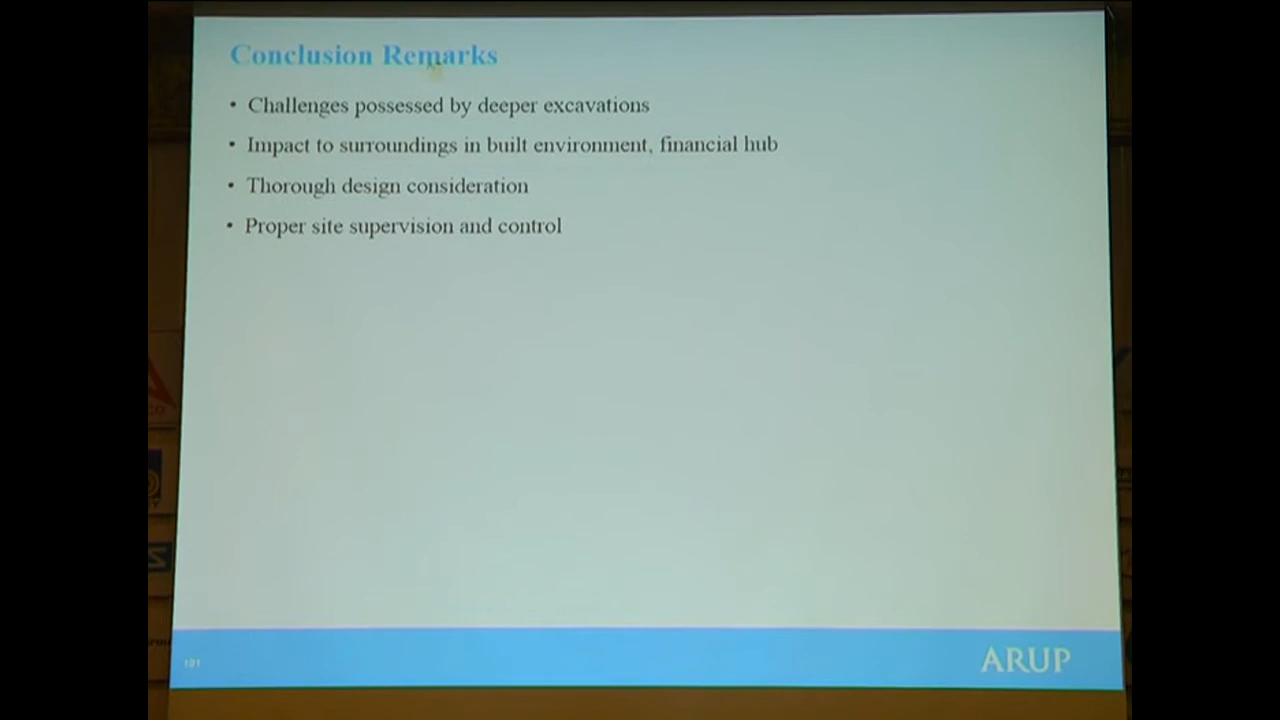 Conclusion Remarks
• Challenges possessed by deeper excavations
• Impact to surroundings in built environment, financial hub
• Thorough design consideration
• Proper site supervision and control
101
ARUP